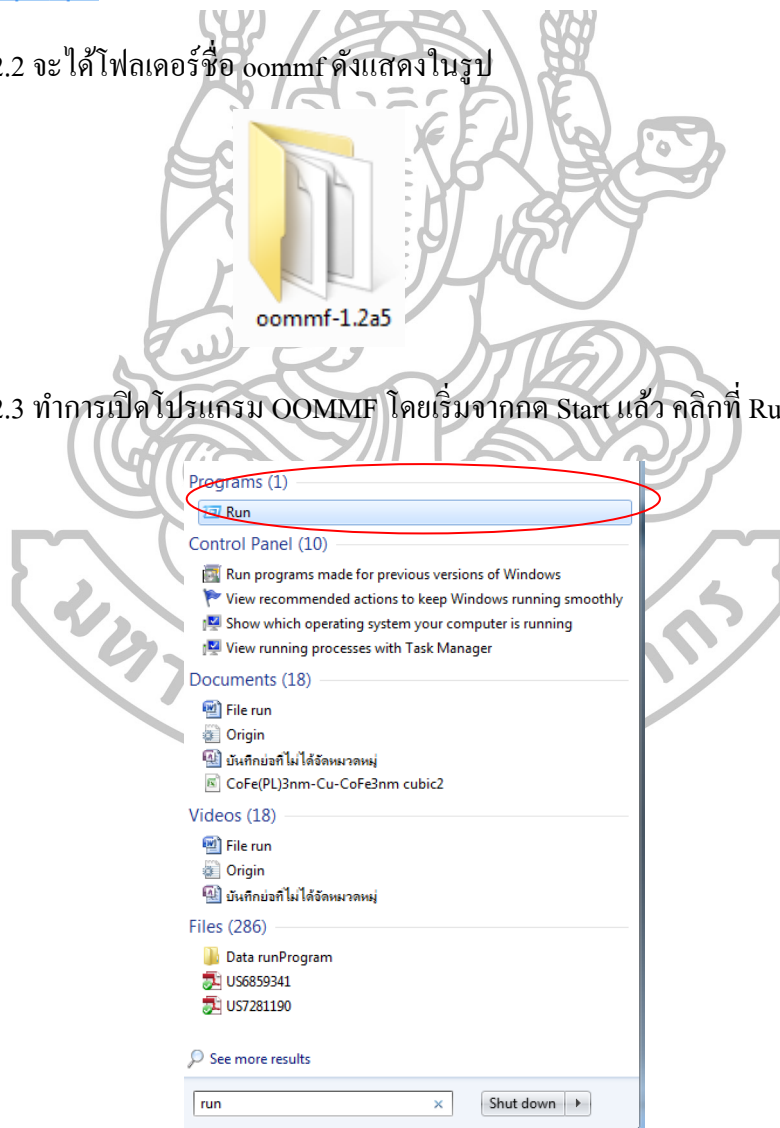 2.2 จะได้โฟลเดอร์ชื่อ oommf ดังแสดงในรูป
oommf-1.2a5
2.3 ทำการเปิดโปรแกรม OOMMF โดยเริ่มจากกด Start แล้ว คลิกที่ Ru
Programs (1)
Run
Control Panel (10)
Run programs made for previous versions of Windows
View recommended actions to keep Windows running smoothly
Show which operating system your computer is running
View running processes with Task Manager
Documents (18)
File run
Origin
บันทึกย่อที่ไม่ได้จัดหมวดหมู่
CoFe(PL)3nm-Cu-CoFe3nm cubic2
Videos (18)
File run
Origin
บันทึกย่อที่ไม่ได้จัดหมวดหมู่
Files (286)
Data runProgram
US6859341
US7281190
See more results
run
Shut down